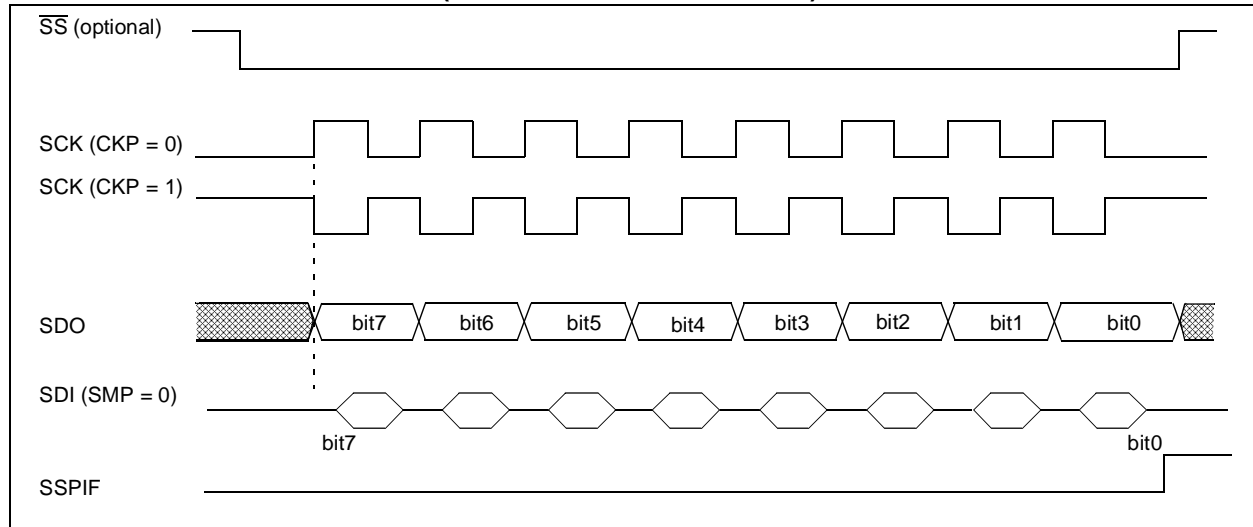 SS (optional)
SCK (CKP = 0)
SCK (CKP = 1)
SDO
bit7
bit6
bit5
bit4
bit3
bit2
bit1
bit0
SDI (SMP = 0)
bit7
bit0
SSPIF